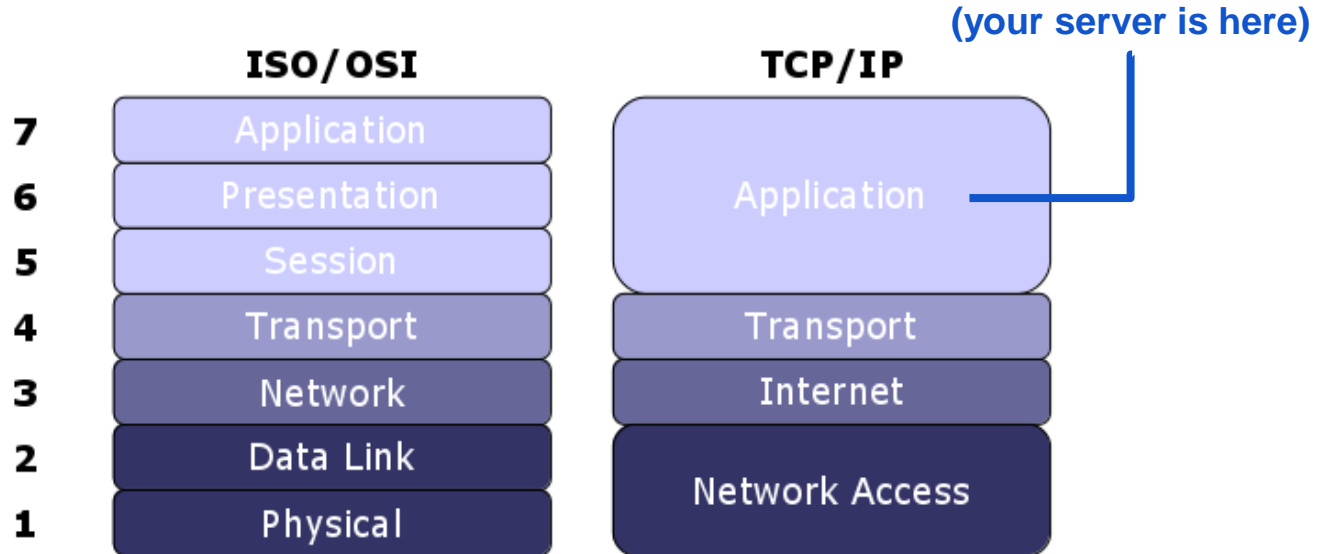 (your server is here)
ISO/OSI TCP/IP
7 Application
6 Presentation Application
5 Session
4 Transport Transport
3 Network Internet
2 Data Link
Network Access
1 Physical